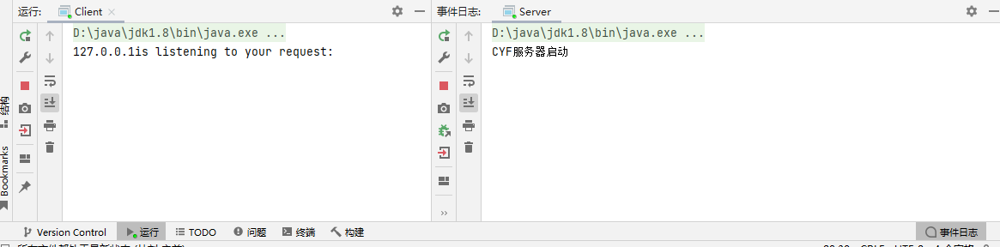 运行: Client
D:\java\jdk1.8\bin\java.exe ...
127.0.0.1is listening to your request:
事件日志: Server
D:\java\jdk1.8\bin\java.exe ...
CYF服务器启动
结构
Bookmarks
Version Control 运行 TODO 问题 终端 构建 事件日志